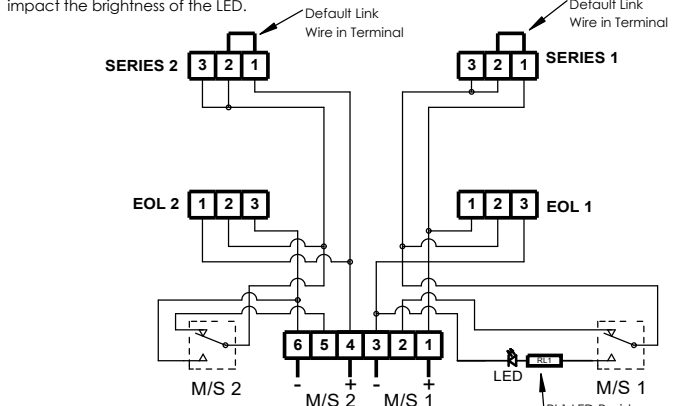 impact the brightness of the LED.
Default Link
Wire in Terminal
Default Link
Wire in Terminal
SERIES 2
3 2 1
3 2 1
SERIES 1
EOL 2
1 2 3
1 2 3
EOL 1
6 5 4 3 2 1
LED
RL1
M/S 2
- + - +
M/S 2 M/S 1
M/S 1